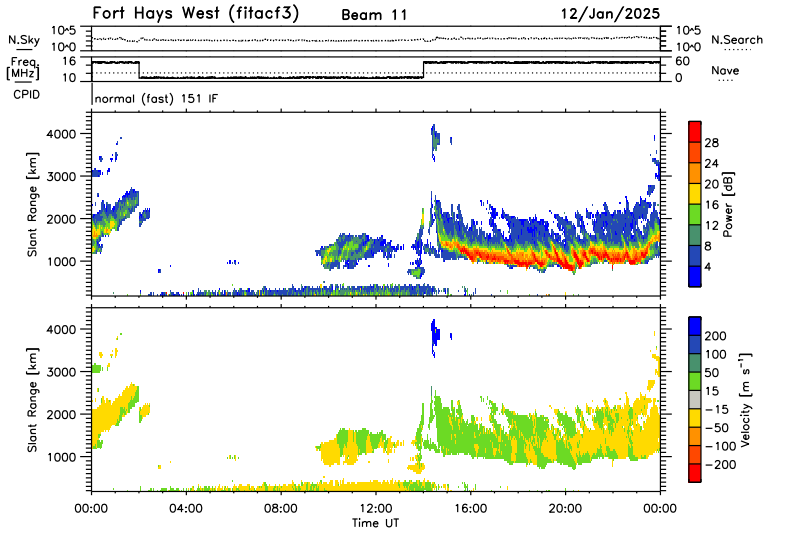 Fort Hays West (fitacf3) Beam 11 12/Jan/2025
N.Sky 10^5 10^0 10^5 10^0 N.Search
Freq. [MHz] 16 10 60 0 Nave
CPID normal (fast) 151 IF
Slant Range [km] 4000 3000 2000 1000
28 24 20 16 12 8 4 Power [dB]
Slant Range [km] 4000 3000 2000 1000
200 100 50 15 -15 -50 -100 -200 Velocity [m s⁻¹]
00:00 04:00 08:00 12:00 16:00 20:00 00:00
Time UT